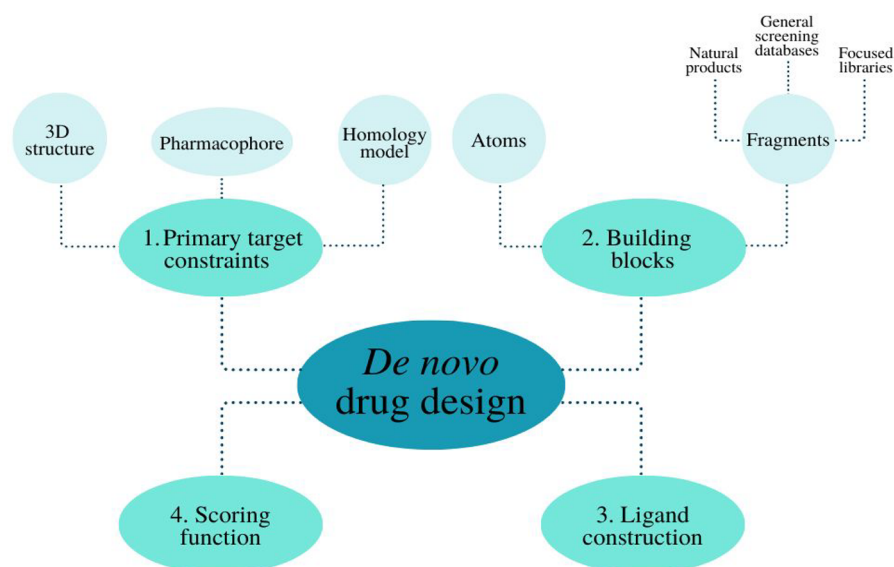 General
screening
databases
Natural
products
Focused
libraries
3D
structure
Pharmacophore
Homology
model
Atoms
Fragments
1. Primary target
constraints
2. Building
blocks
De novo
drug design
4. Scoring
function
3. Ligand
construction